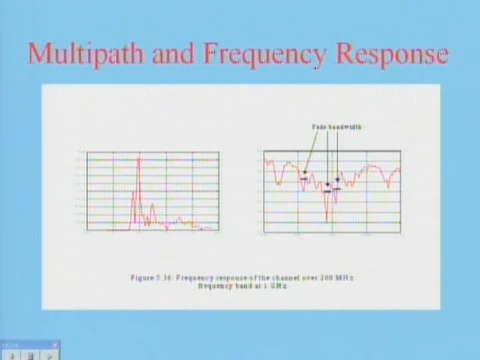 Multipath and Frequency Response
Fade bandwidth
Figure 5.36: Frequency response of the channel over 200 MHz
frequency band at 1 GHz